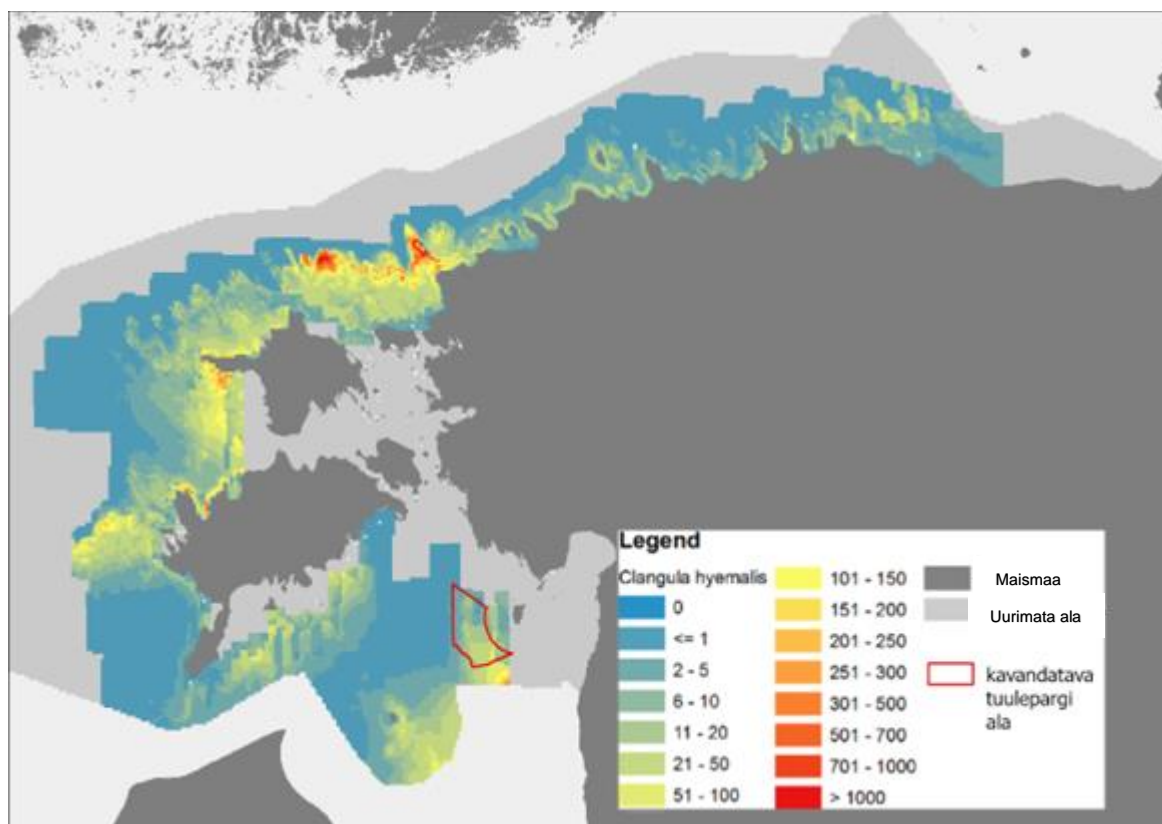 Legend
Clangula hyemalis
0
<= 1
2 - 5
6 - 10
11 - 20
21 - 50
51 - 100
101 - 150
151 - 200
201 - 250
251 - 300
301 - 500
501 - 700
701 - 1000
> 1000
Maismaa
Uurimata ala
kavandatava
tuulepargi
ala